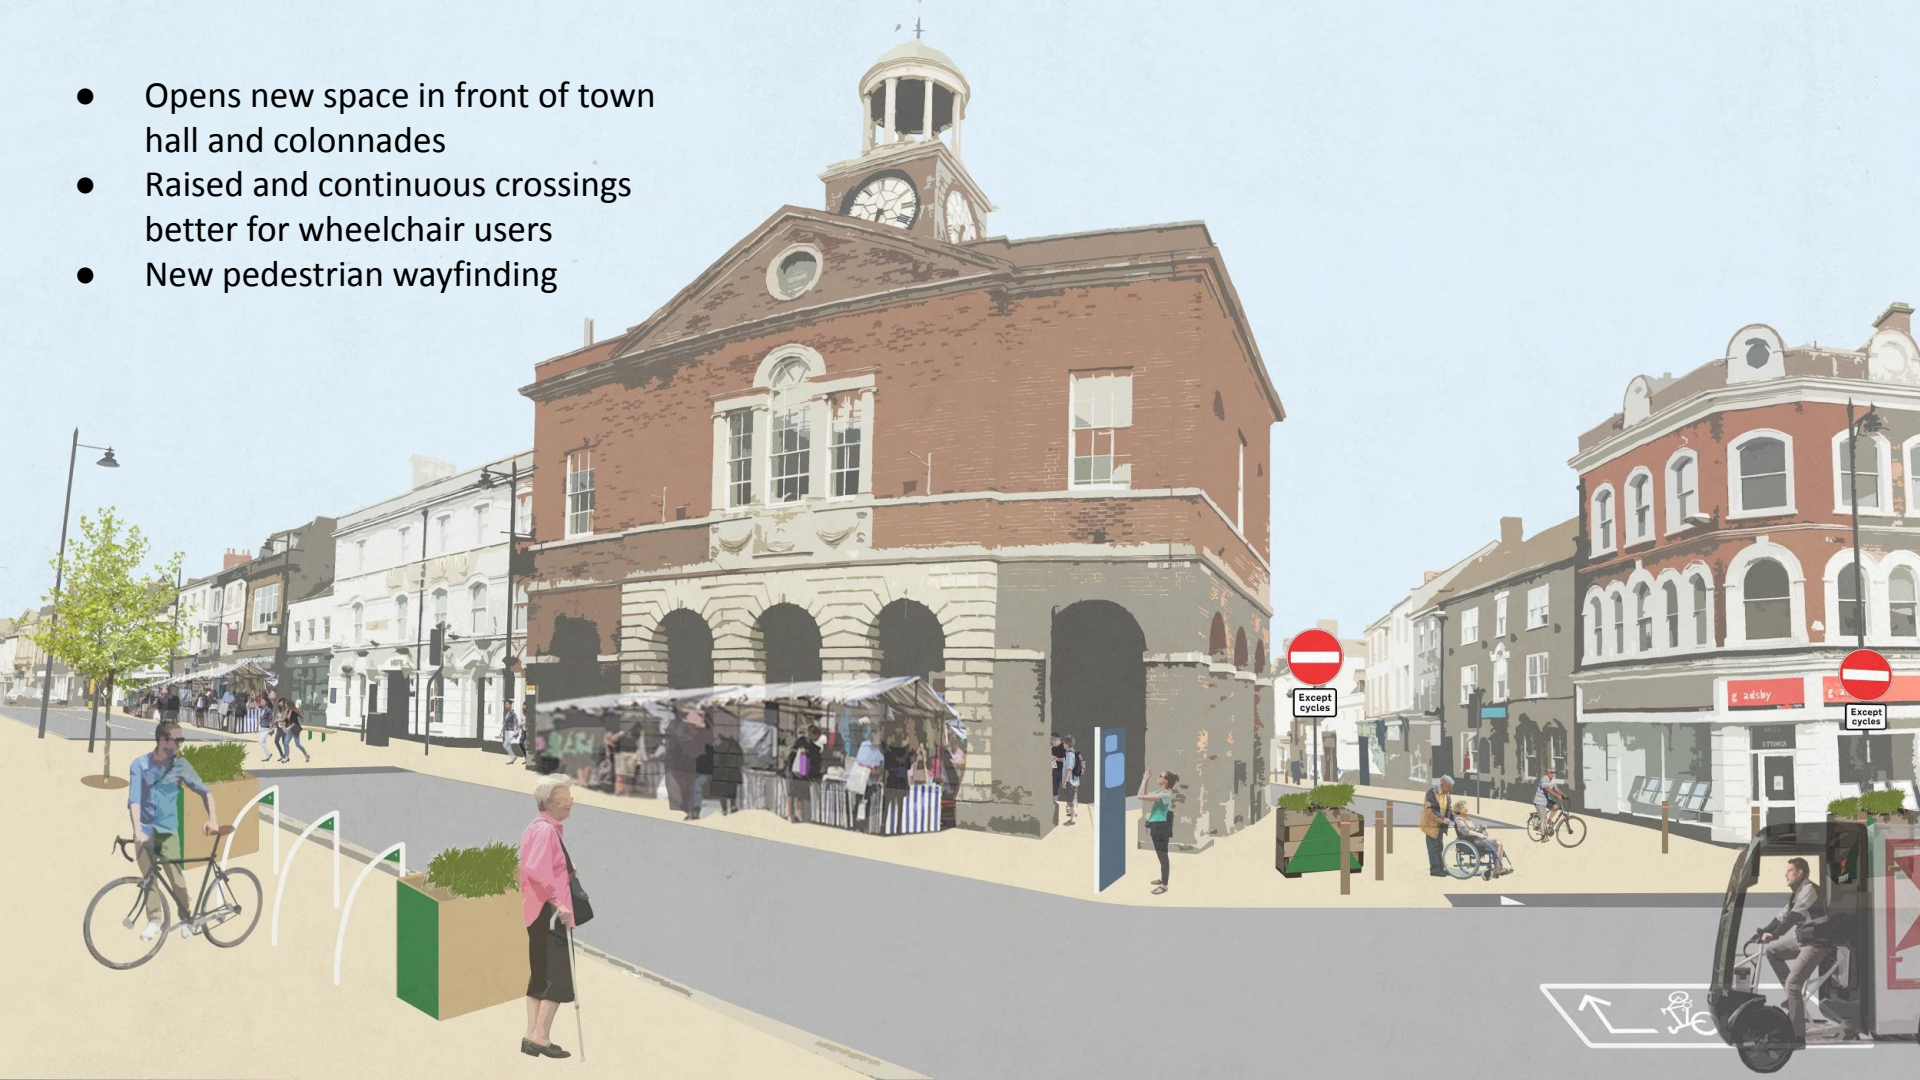 ● Opens new space in front of town
hall and colonnades
● Raised and continuous crossings
better for wheelchair users
● New pedestrian wayfinding
Except
cycles
g adsby
Except
cycles